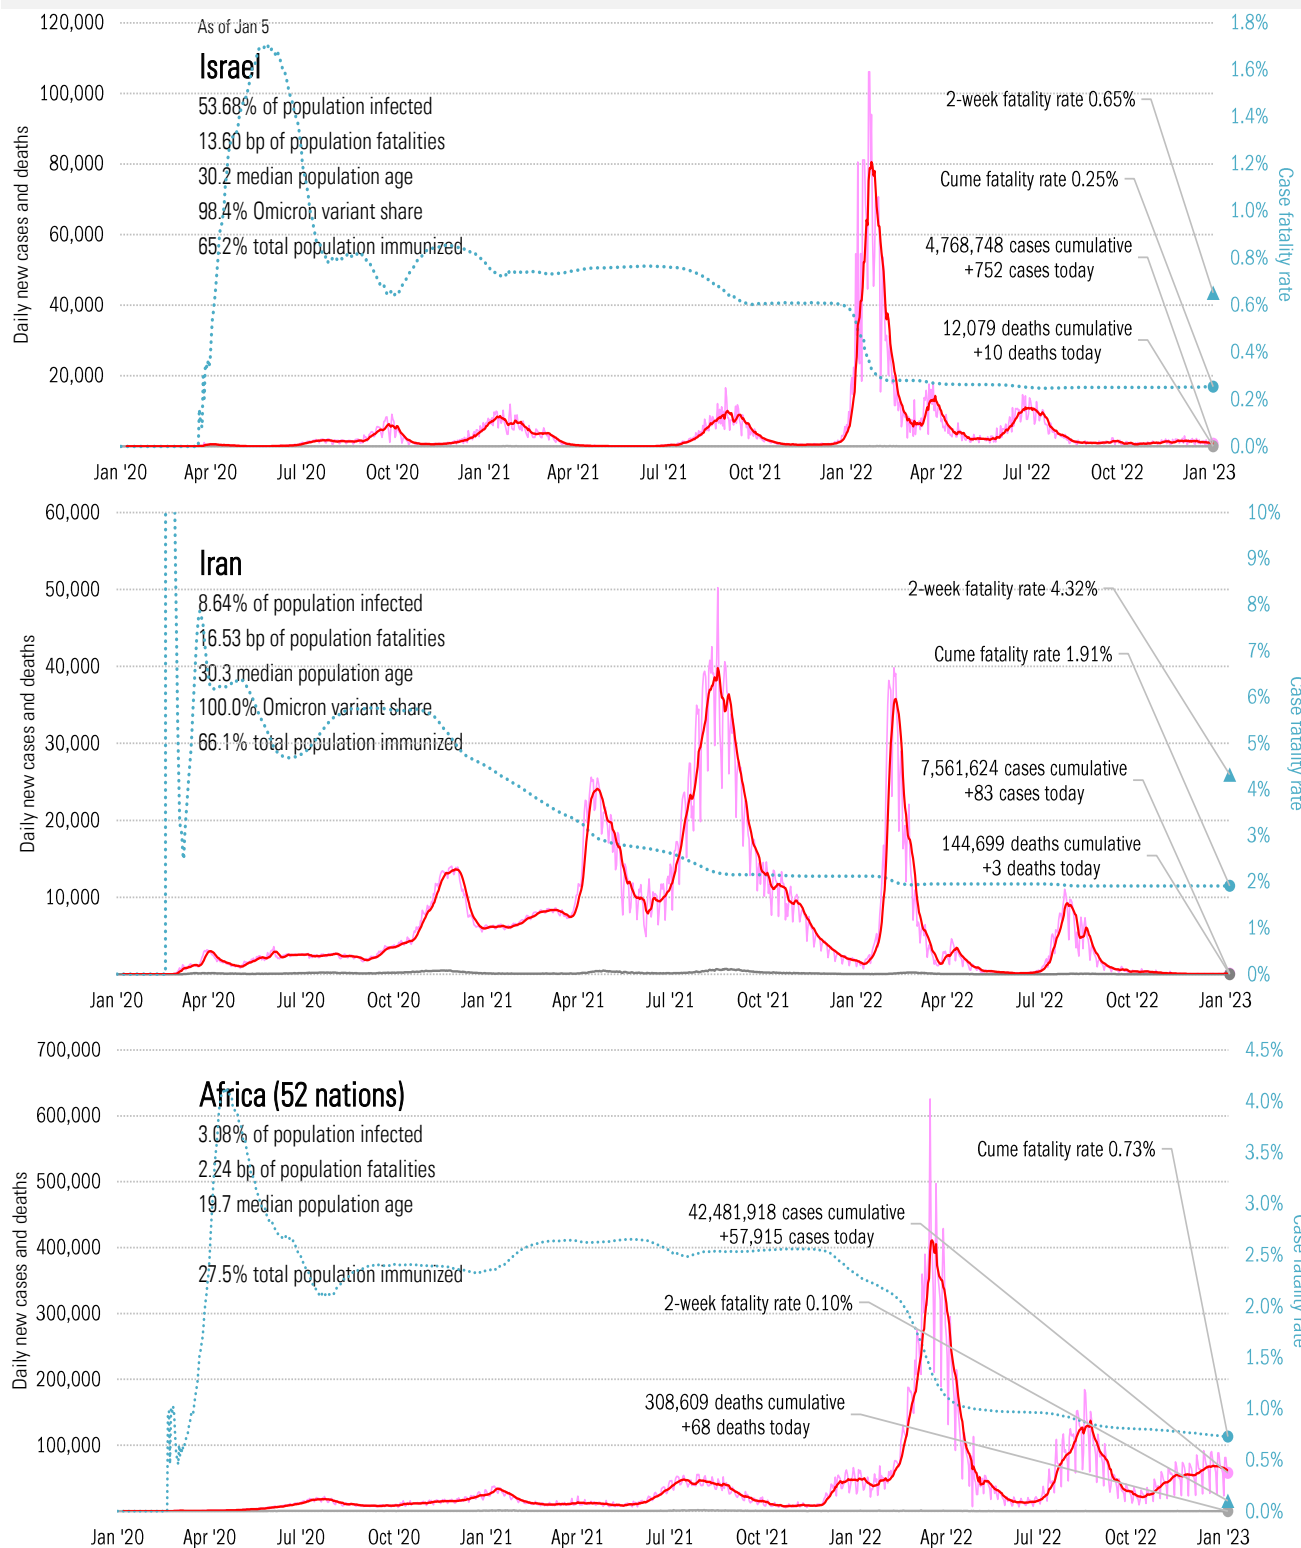 As of Jan 5
Israel
53.68% of population infected
13.60 bp of population fatalities
30.2 median population age
98.4% Omicron variant share
65.2% total population immunized
120,000
100,000
80,000
60,000
40,000
20,000
Daily new cases and deaths
2-week fatality rate 0.65%
Cume fatality rate 0.25%
4,768,748 cases cumulative
+752 cases today
12,079 deaths cumulative
+10 deaths today
1.8%
1.6%
1.4%
1.2%
1.0%
0.8%
0.6%
0.4%
0.2%
0.0%
Case fatality rate
Jan '20 Apr '20 Jul '20 Oct '20 Jan '21 Apr '21 Jul '21 Oct '21 Jan '22 Apr '22 Jul '22 Oct '22 Jan '23
Iran
8.64% of population infected
16.53 bp of population fatalities
30.3 median population age
100.0% Omicron variant share
66.1% total population immunized
60,000
50,000
40,000
30,000
20,000
10,000
Daily new cases and deaths
2-week fatality rate 4.32%
Cume fatality rate 1.91%
7,561,624 cases cumulative
+83 cases today
144,699 deaths cumulative
+3 deaths today
10%
9%
8%
7%
6%
5%
4%
3%
2%
1%
0%
Case fatality rate
Jan '20 Apr '20 Jul '20 Oct '20 Jan '21 Apr '21 Jul '21 Oct '21 Jan '22 Apr '22 Jul '22 Oct '22 Jan '23
Africa (52 nations)
3.08% of population infected
2.24 bp of population fatalities
19.7 median population age
27.5% total population immunized
700,000
600,000
500,000
400,000
300,000
200,000
100,000
Daily new cases and deaths
Cume fatality rate 0.73%
42,481,918 cases cumulative
+57,915 cases today
2-week fatality rate 0.10%
308,609 deaths cumulative
+68 deaths today
4.5%
4.0%
3.5%
3.0%
2.5%
2.0%
1.5%
1.0%
0.5%
0.0%
Case fatality rate
Jan '20 Apr '20 Jul '20 Oct '20 Jan '21 Apr '21 Jul '21 Oct '21 Jan '22 Apr '22 Jul '22 Oct '22 Jan '23